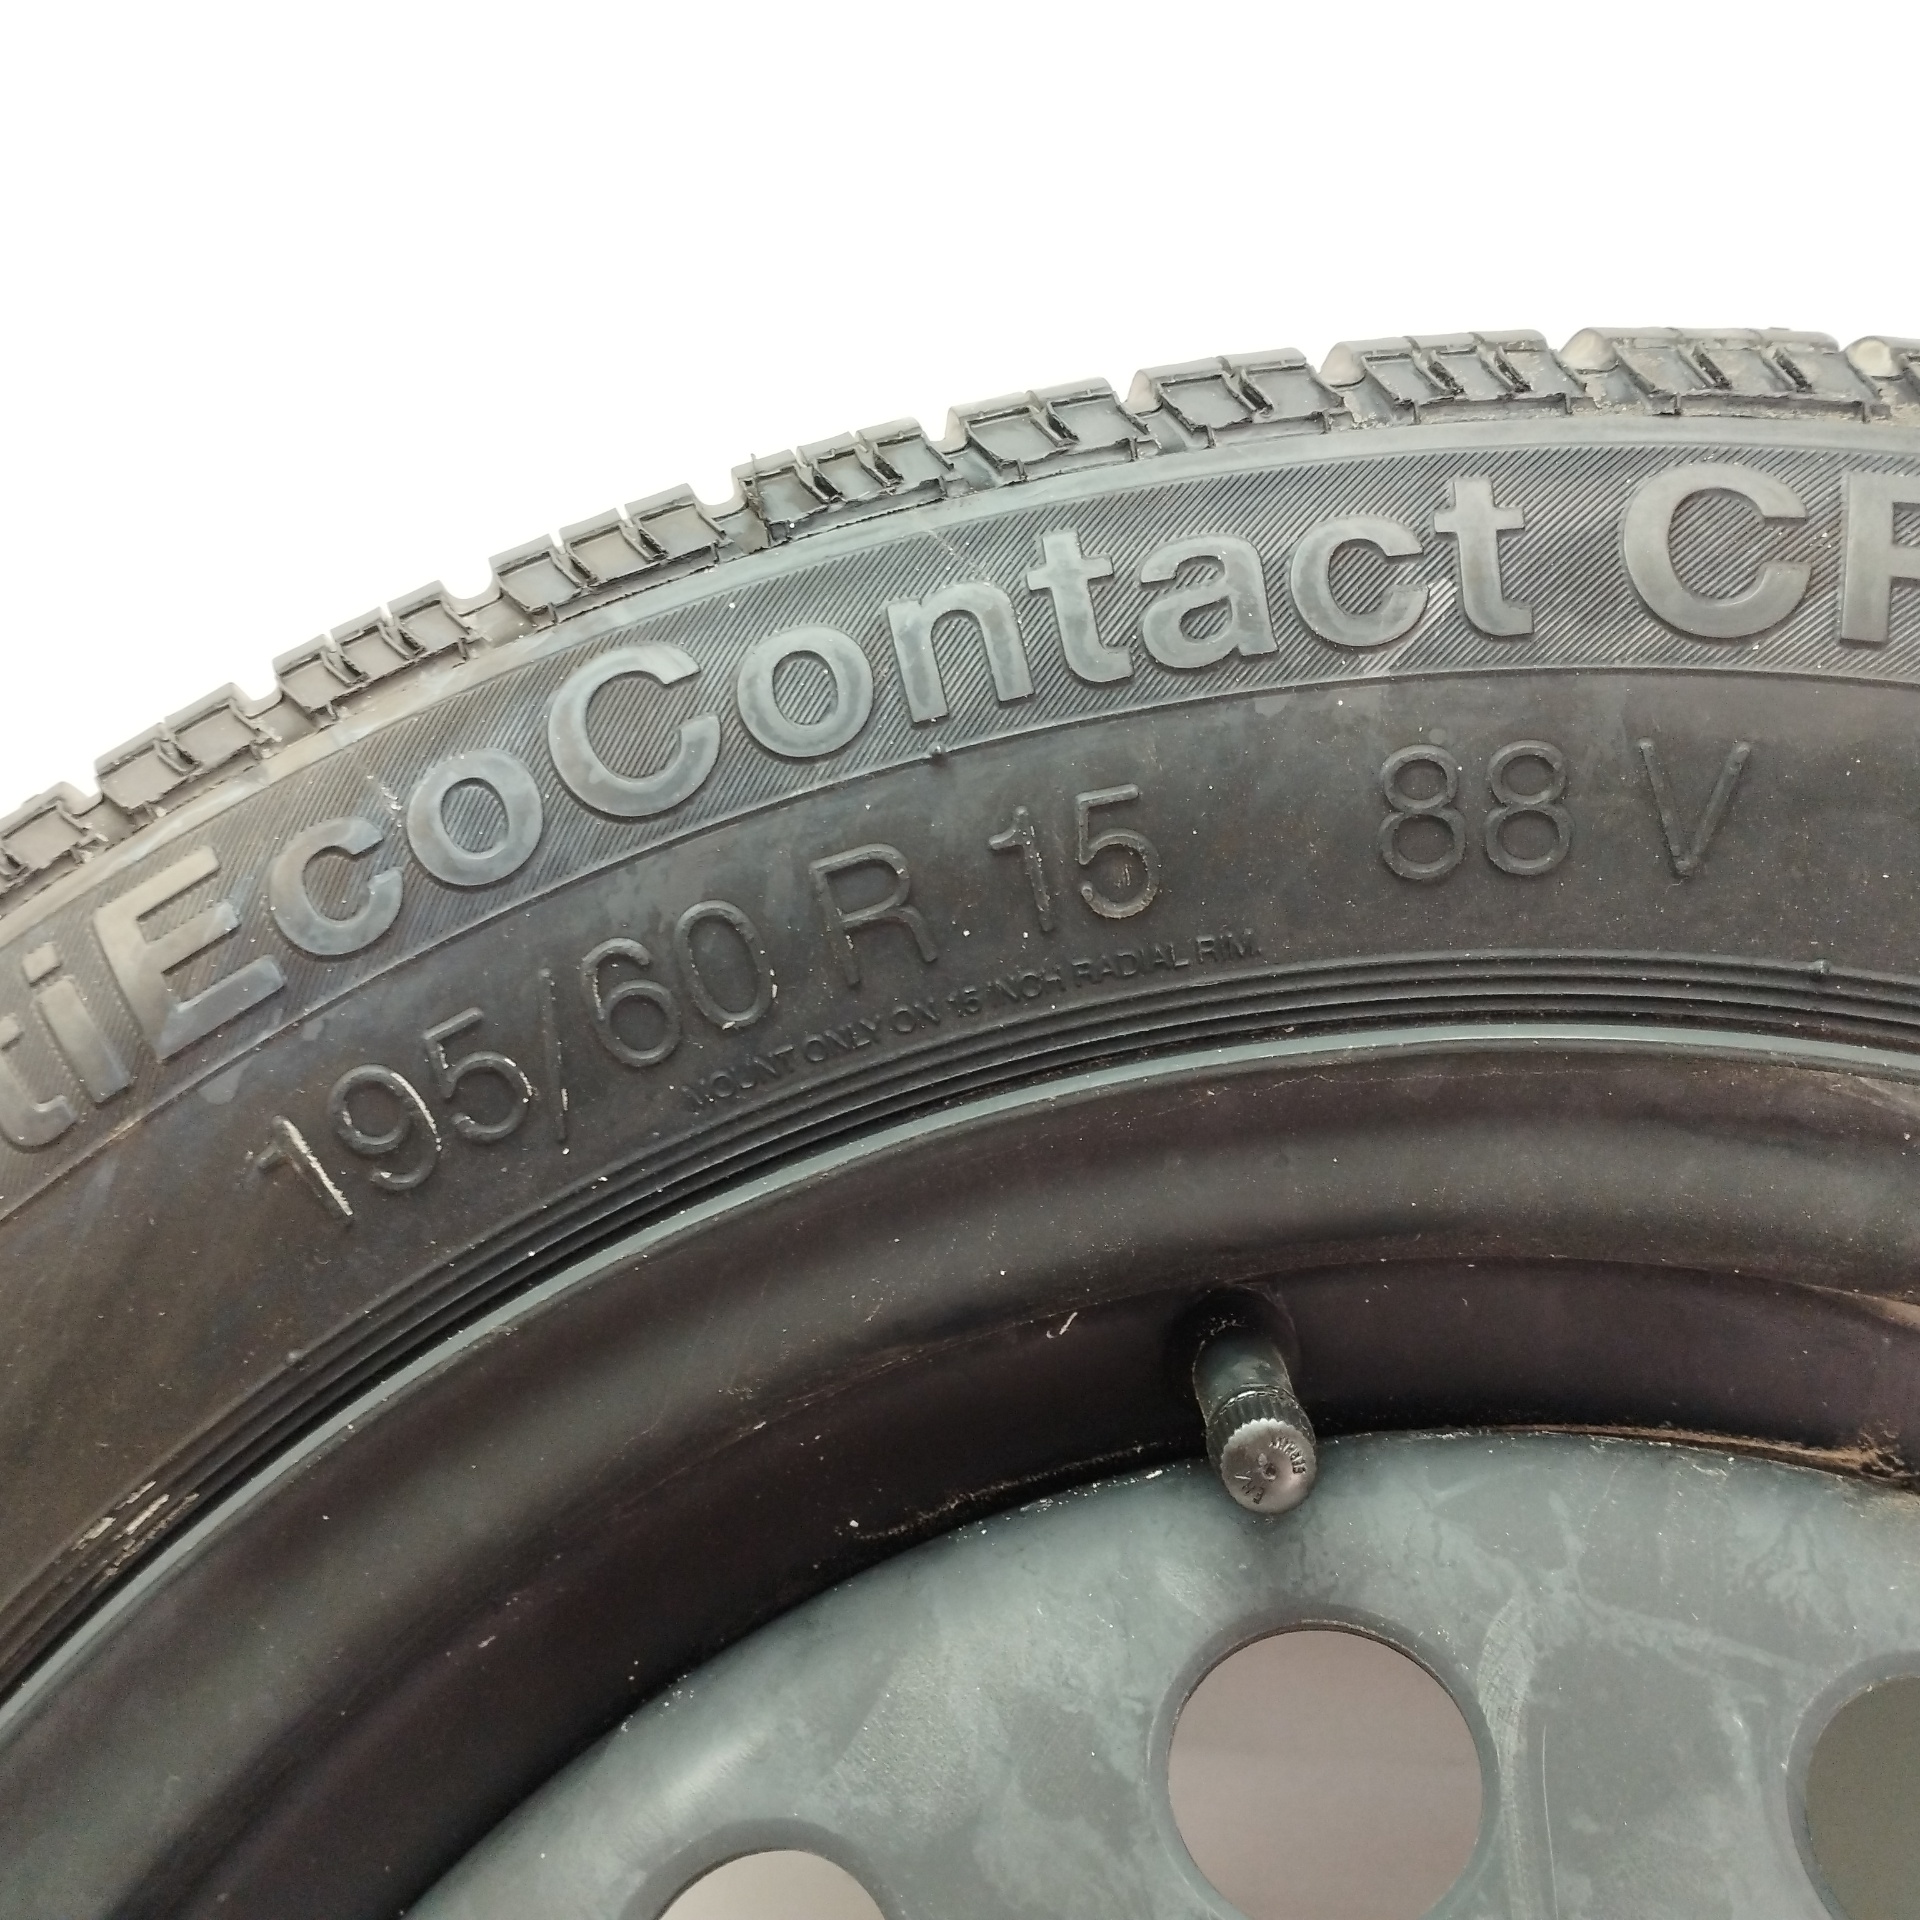 tiEcoContact CP
195/60 R 15 88 V
MOUNT ONLY ON 15 INCH RADIAL RIM.